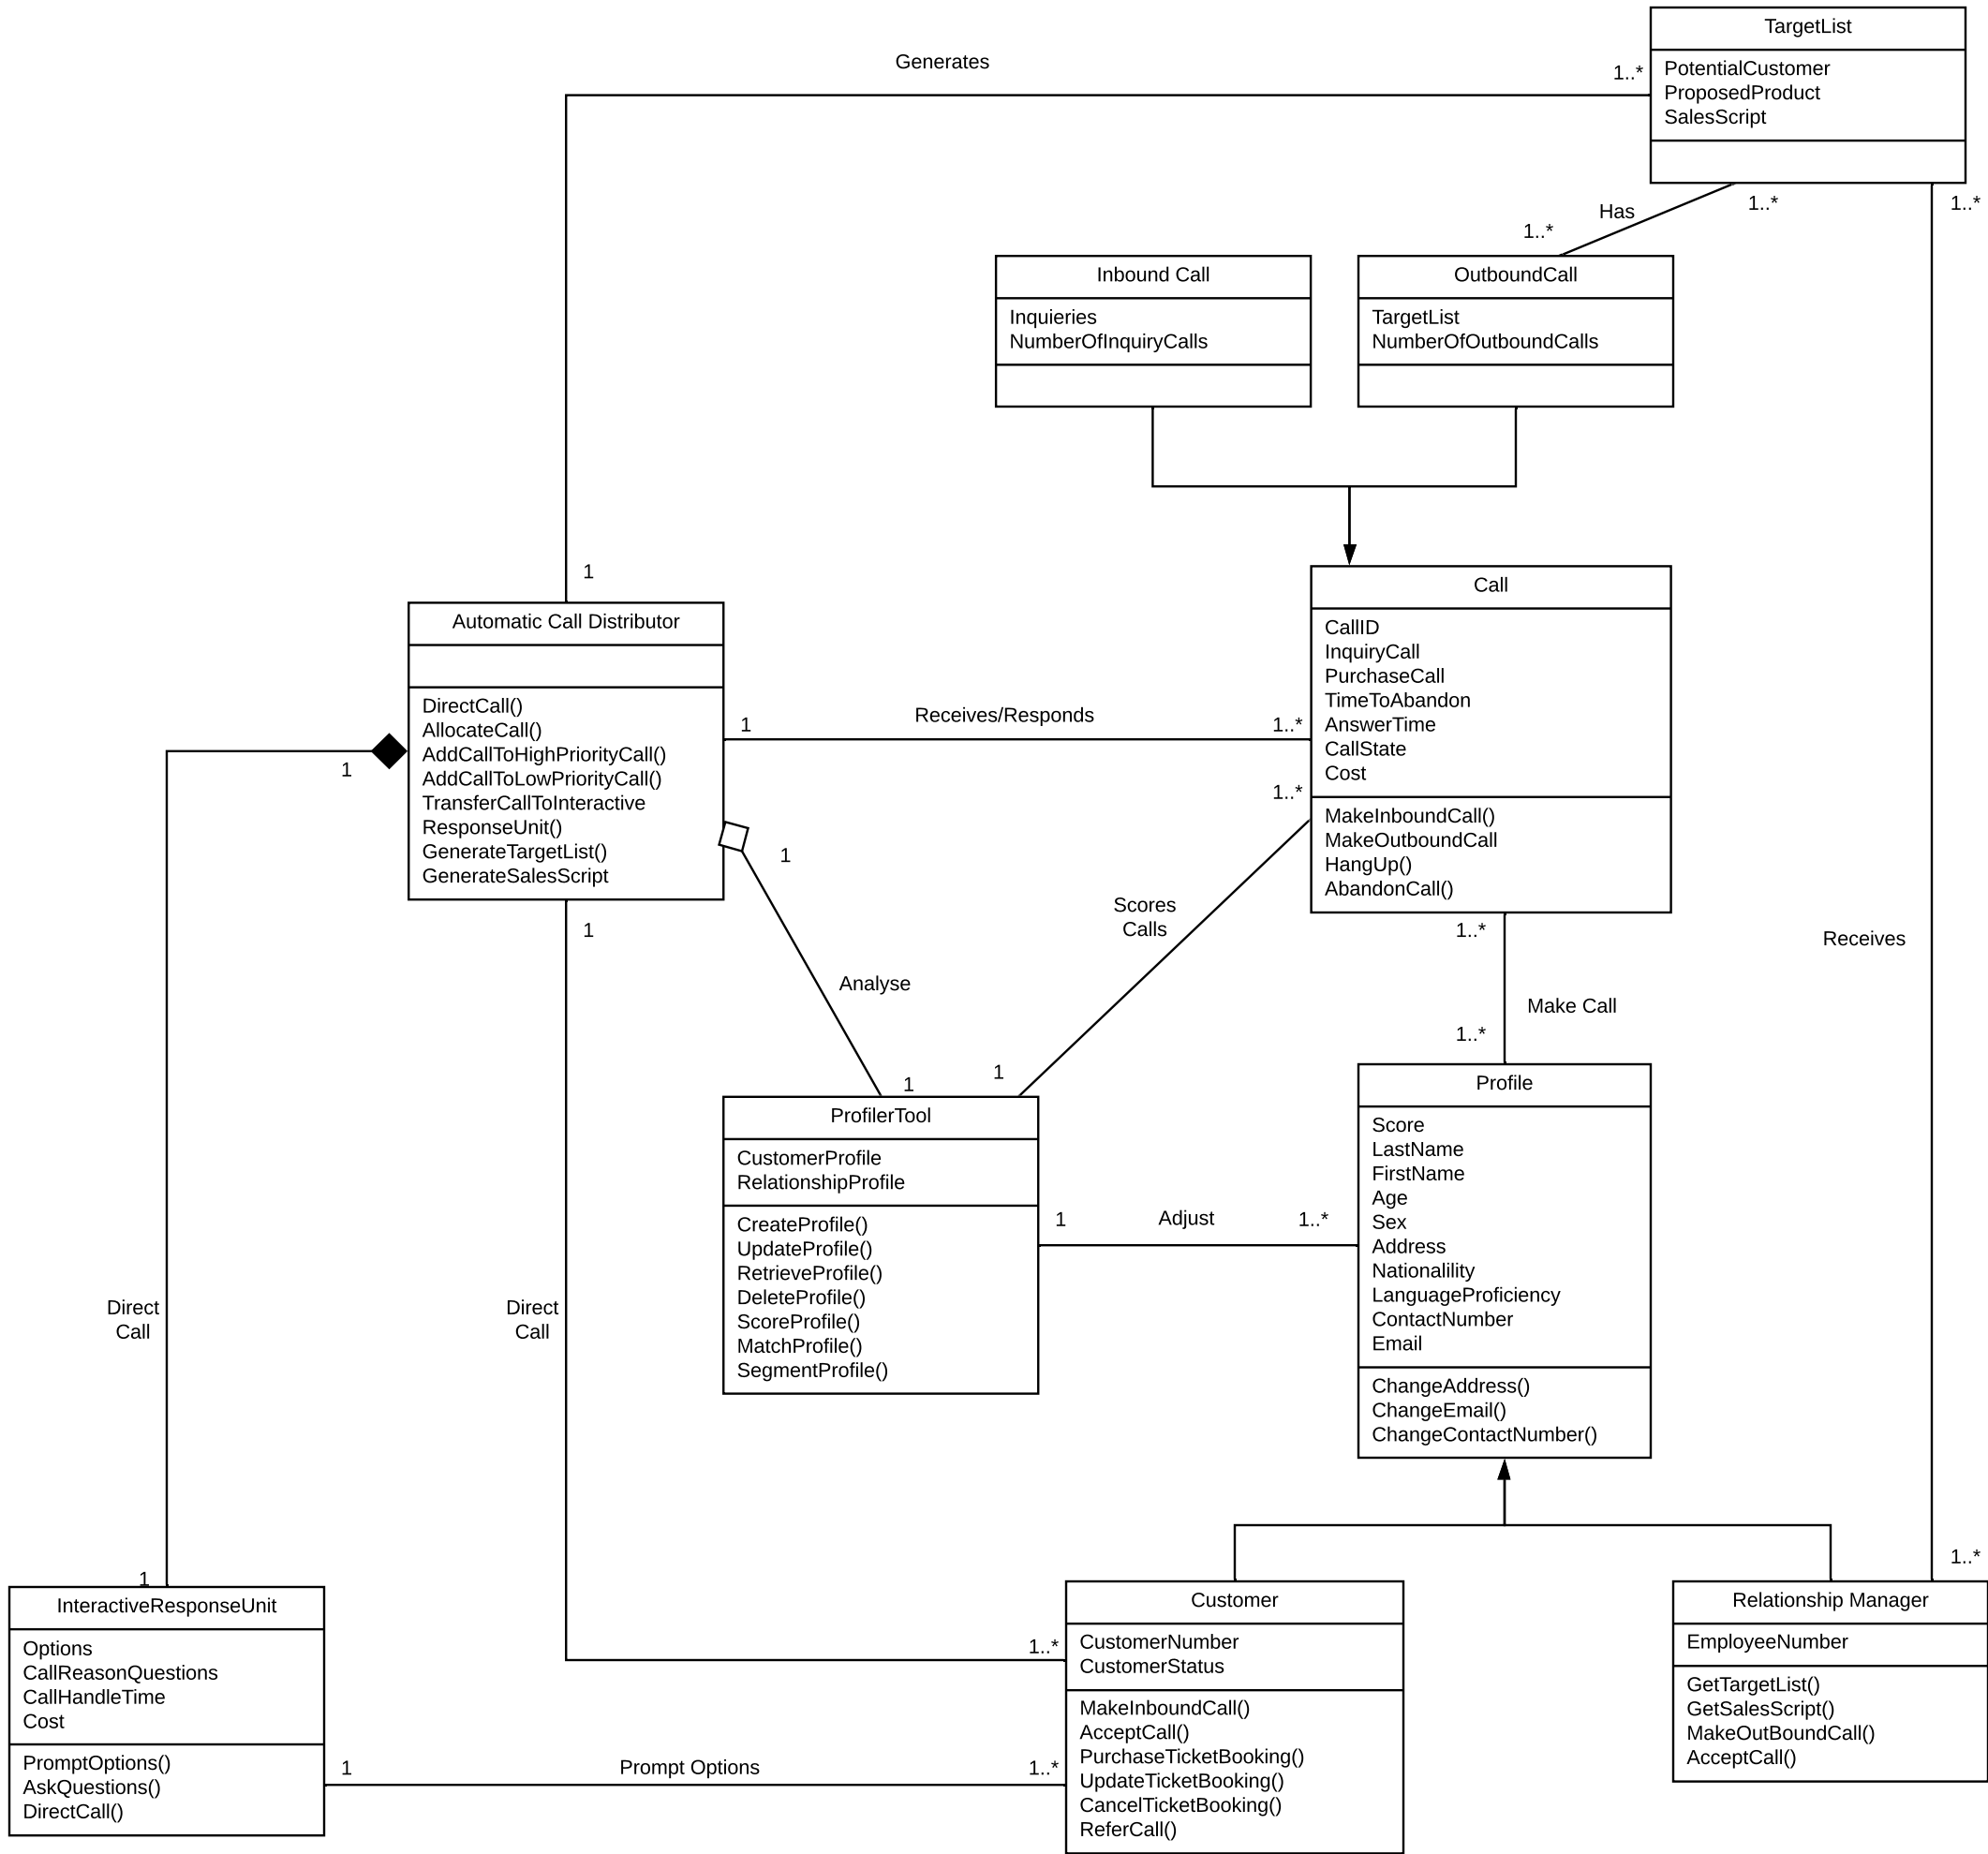 TargetList
PotentialCustomer
ProposedProduct
SalesScript
Generates
1..*
1
Has
1..*
1..*
1..*
Inbound Call
Inquieries
NumberOfInquiryCalls
OutboundCall
TargetList
NumberOfOutboundCalls
Automatic Call Distributor
DirectCall()
AllocateCall()
AddCallToHighPriorityCall()
AddCallToLowPriorityCall()
TransferCallToInteractive
ResponseUnit()
GenerateTargetList()
GenerateSalesScript
Call
CallID
InquiryCall
PurchaseCall
TimeToAbandon
AnswerTime
CallState
Cost
MakeInboundCall()
MakeOutboundCall
HangUp()
AbandonCall()
1
Receives/Responds
1..*
1
1..*
1
1
Scores
Calls
Analyse
1
1
1..*
Make Call
1..*
Receives
ProfilerTool
CustomerProfile
RelationshipProfile
CreateProfile()
UpdateProfile()
RetrieveProfile()
DeleteProfile()
ScoreProfile()
MatchProfile()
SegmentProfile()
1
Adjust
1..*
Profile
Score
LastName
FirstName
Age
Sex
Address
Nationalility
LanguageProficiency
ContactNumber
Email
ChangeAddress()
ChangeEmail()
ChangeContactNumber()
Direct
Call
Direct
Call
1
1..*
1..*
InteractiveResponseUnit
Options
CallReasonQuestions
CallHandleTime
Cost
PromptOptions()
AskQuestions()
DirectCall()
1
Prompt Options
1..*
Customer
CustomerNumber
CustomerStatus
MakeInboundCall()
AcceptCall()
PurchaseTicketBooking()
UpdateTicketBooking()
CancelTicketBooking()
ReferCall()
Relationship Manager
EmployeeNumber
GetTargetList()
GetSalesScript()
MakeOutBoundCall()
AcceptCall()